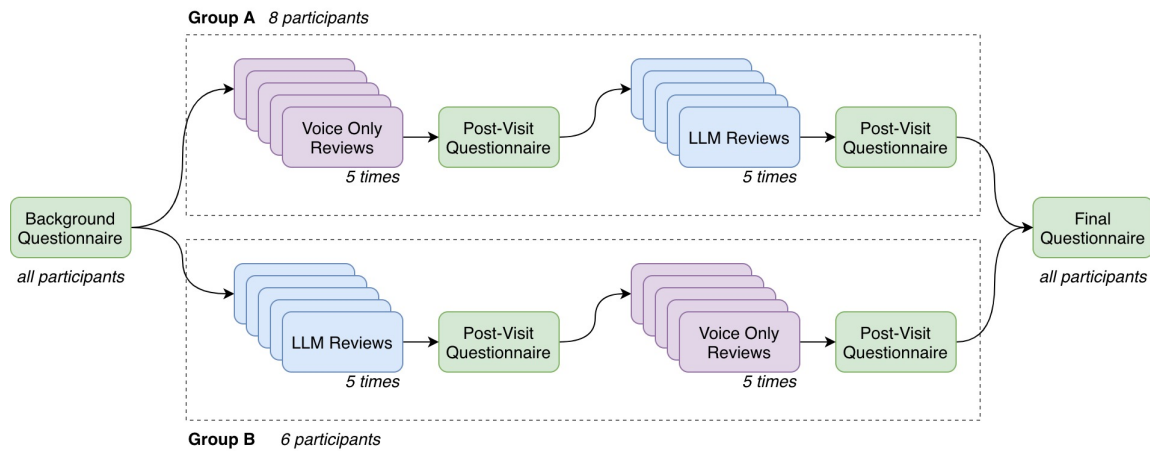 Group A 8 participants
Voice Only
Reviews
5 times
Post-Visit
Questionnaire
LLM Reviews
5 times
Post-Visit
Questionnaire
Background
Questionnaire
all participants
Final
Questionnaire
all participants
LLM Reviews
5 times
Post-Visit
Questionnaire
Voice Only
Reviews
5 times
Post-Visit
Questionnaire
Group B 6 participants